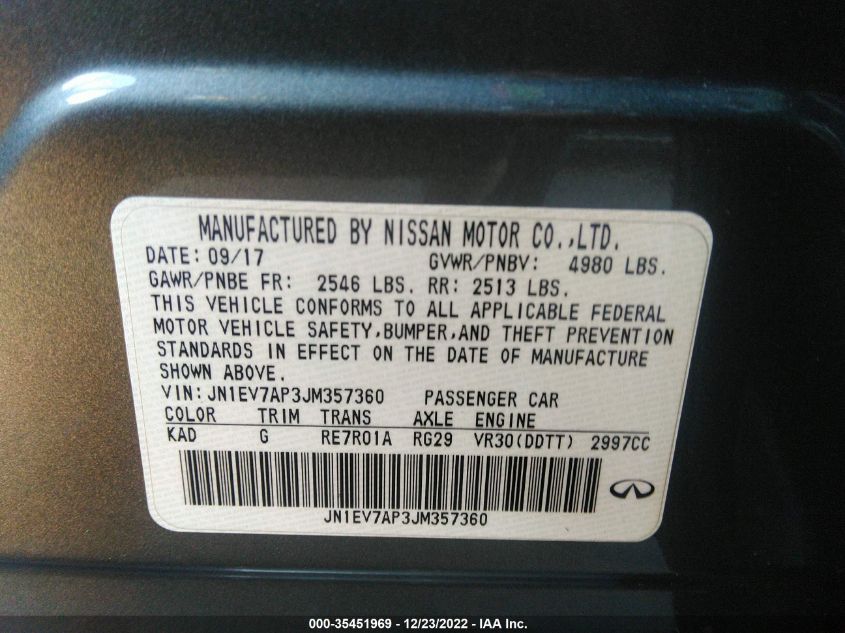 MANUFACTURED BY NISSAN MOTOR CO.,LTD.
DATE: 09/17 GVWR/PNBV: 4980 LBS.
GAWR/PNBE FR: 2546 LBS. RR: 2513 LBS.
THIS VEHICLE CONFORMS TO ALL APPLICABLE FEDERAL
MOTOR VEHICLE SAFETY,BUMPER,AND THEFT PREVENTION
STANDARDS IN EFFECT ON THE DATE OF MANUFACTURE
SHOWN ABOVE.
VIN:JN1EV7AP3JM357360 PASSENGER CAR
COLOR TRIM TRANS AXLE ENGINE
KAD G RE7R01A RG29 VR30(DDTT) 2997CC
JN1EV7AP3JM357360
000-35451969 - 12/23/2022 - IAA Inc.